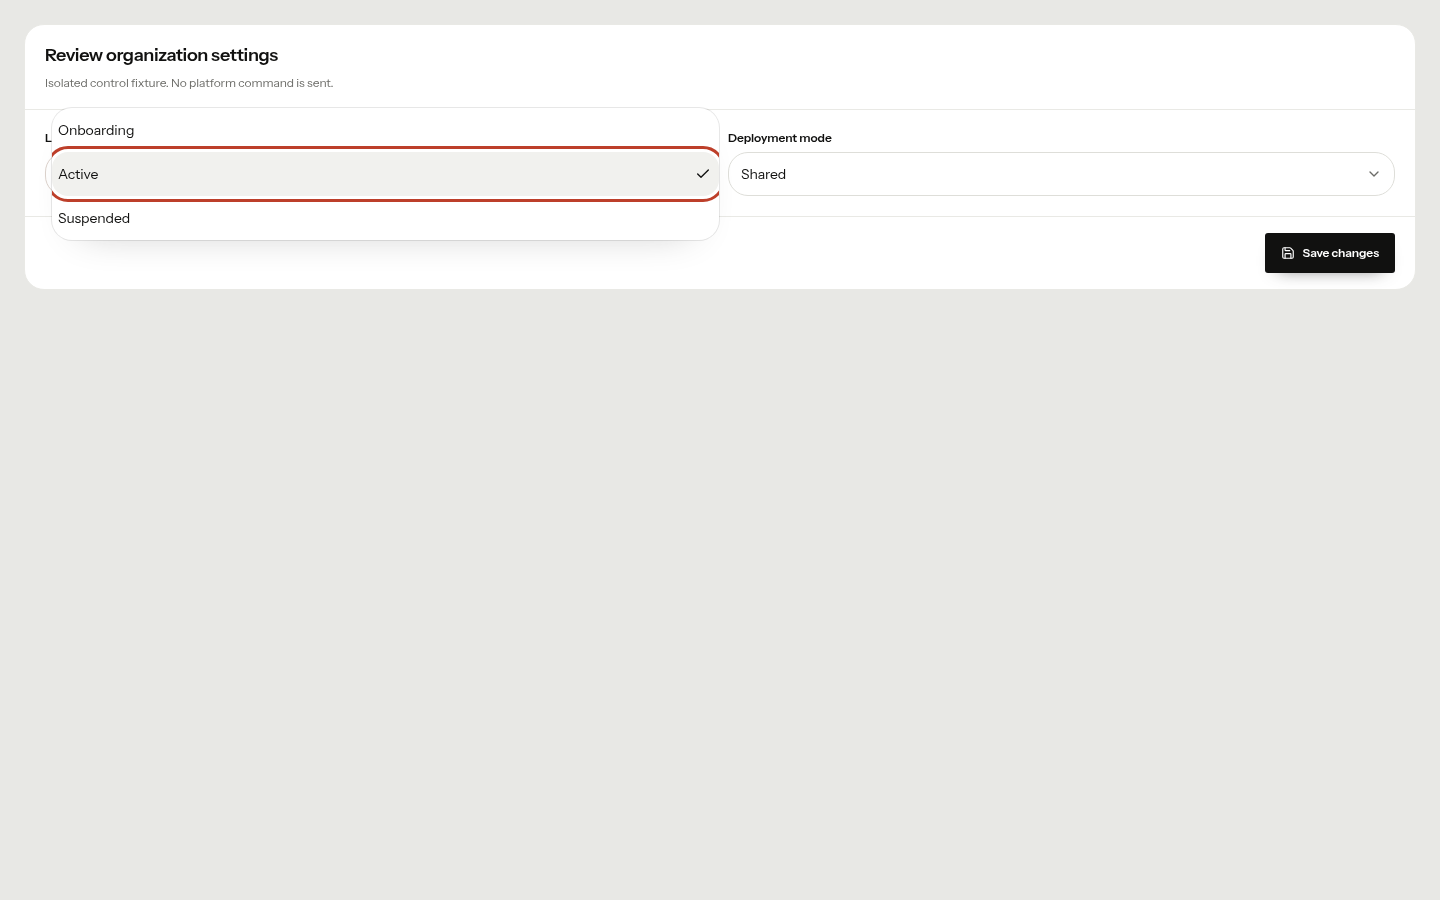 Review organization settings
Isolated control fixture. No platform command is sent.
Onboarding
Active
Suspended
Deployment mode
Shared
Save changes